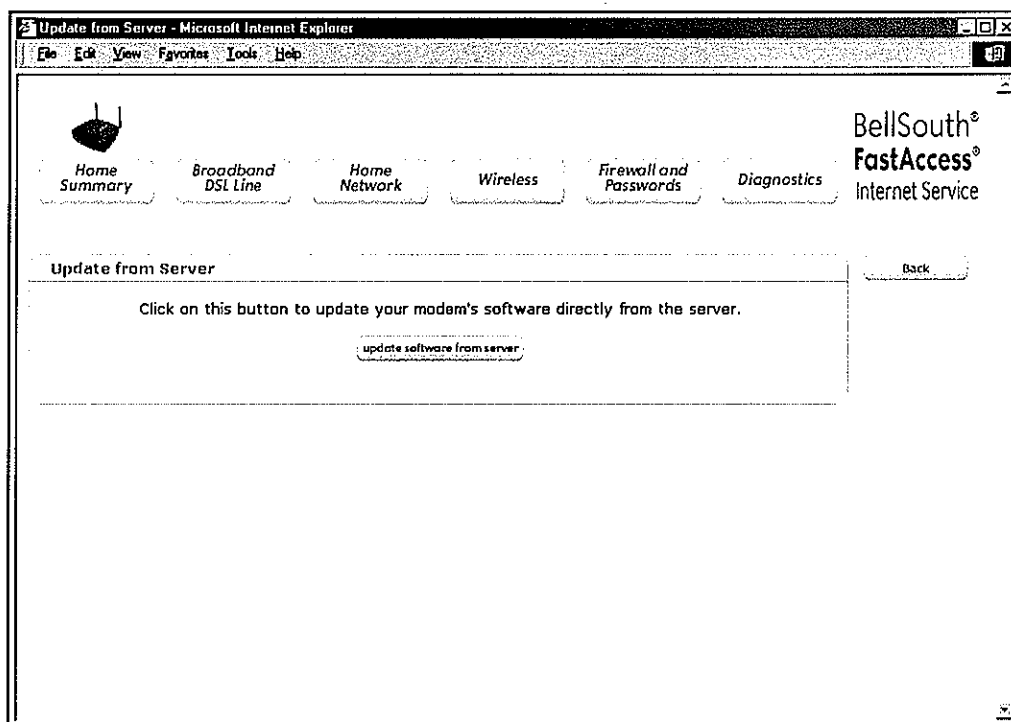 Update from Server - Microsoft Internet Explorer
File Edit View Favorites Tools Help
BellSouth®
FastAccess®
Internet Service
Home Summary
Broadband DSL Line
Home Network
Wireless
Firewall and Passwords
Diagnostics
Update from Server
Back
Click on this button to update your modem's software directly from the server.
update software from server